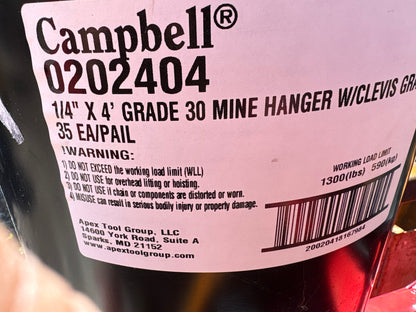 Campbell®
0202404
1/4" X 4' GRADE 30 MINE HANGER W/CLEVIS GRA
35 EA/PAIL
!WARNING:
1) DO NOT EXCEED the working load limit (WLL)
2) DO NOT USE for overhead lifting or hoisting.
3) DO NOT USE it chain or components are distorted or worn.
4) MISUSE can result in serious bodily injury or property damage.
WORKING LOAD LIMIT
1300(lbs) 590(kg)
Apex Tool Group, LLC
14600 York Road, Suite A
Sparks, MD 21152
www.apextoolgroup.com
20020418167984